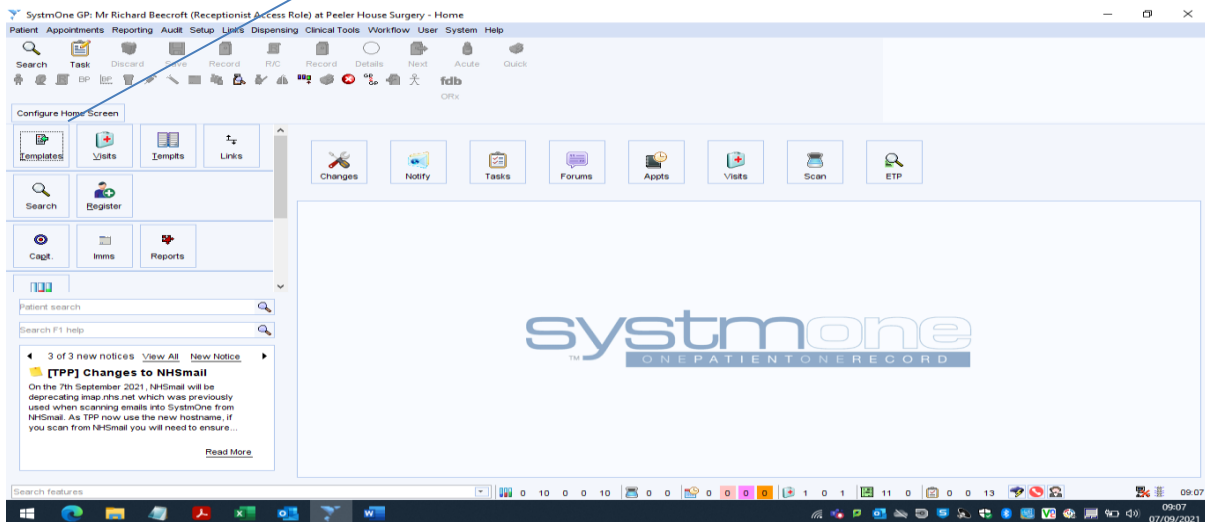 SystmOne GP: Mr Richard Beecroft (Receptionist Access Role) at Peeler House Surgery - Home
Patient Appointments Reporting Audit Setup Links Dispensing Clinical Tools Workflow User System Help
Search Task Discard Save Record R/C Record Details Next Acute Quick
BP BP fdb
ORx
Configure Home Screen
Templates Visits Templts Links
Changes Notify Tasks Forums Appts Visits Scan ETP
Search Register
Capit. Imms Reports
Patient search
Search F1 help
3 of 3 new notices View All New Notice
[TPP] Changes to NHSmail
On the 7th September 2021, NHSmail will be
deprecating imap.nhs.net which was previously
used when scanning emails into SystmOne from
NHSmail. As TPP now use the new hostname, if
you scan from NHSmail you will need to ensure...
Read More
systmone
TM ONEPATIENTONERECORD
Search features 0 10 0 0 10 0 0 0 0 0 0 1 0 1 11 0 0 0 13 09:07
09:07
07/09/2021